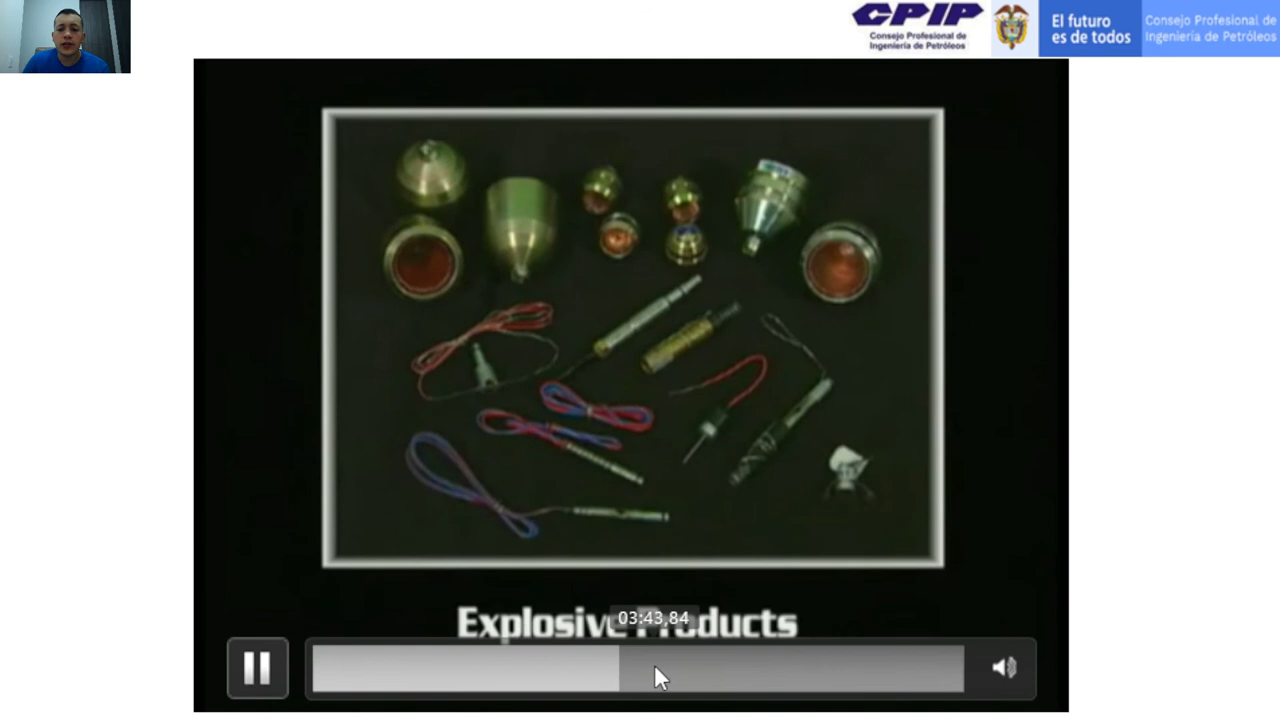 CPIP
Consejo Profesional de
Ingeniería de Petróleos
El futuro
es de todos
Consejo Profesional de
Ingeniería de Petróleos
Explosive Products
03:43,84